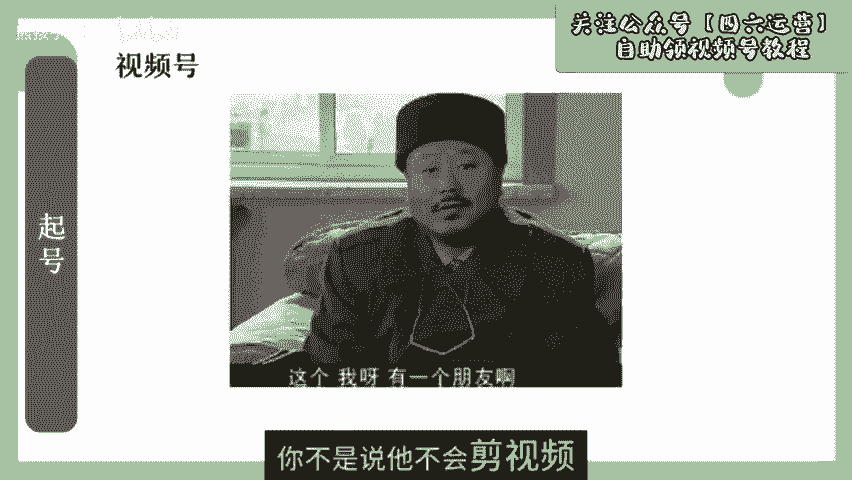 关注公众号【四六运营】
自助领视频号教程
视频号
起号
这个 我呀 有一个朋友啊
你不是说他不会剪视频